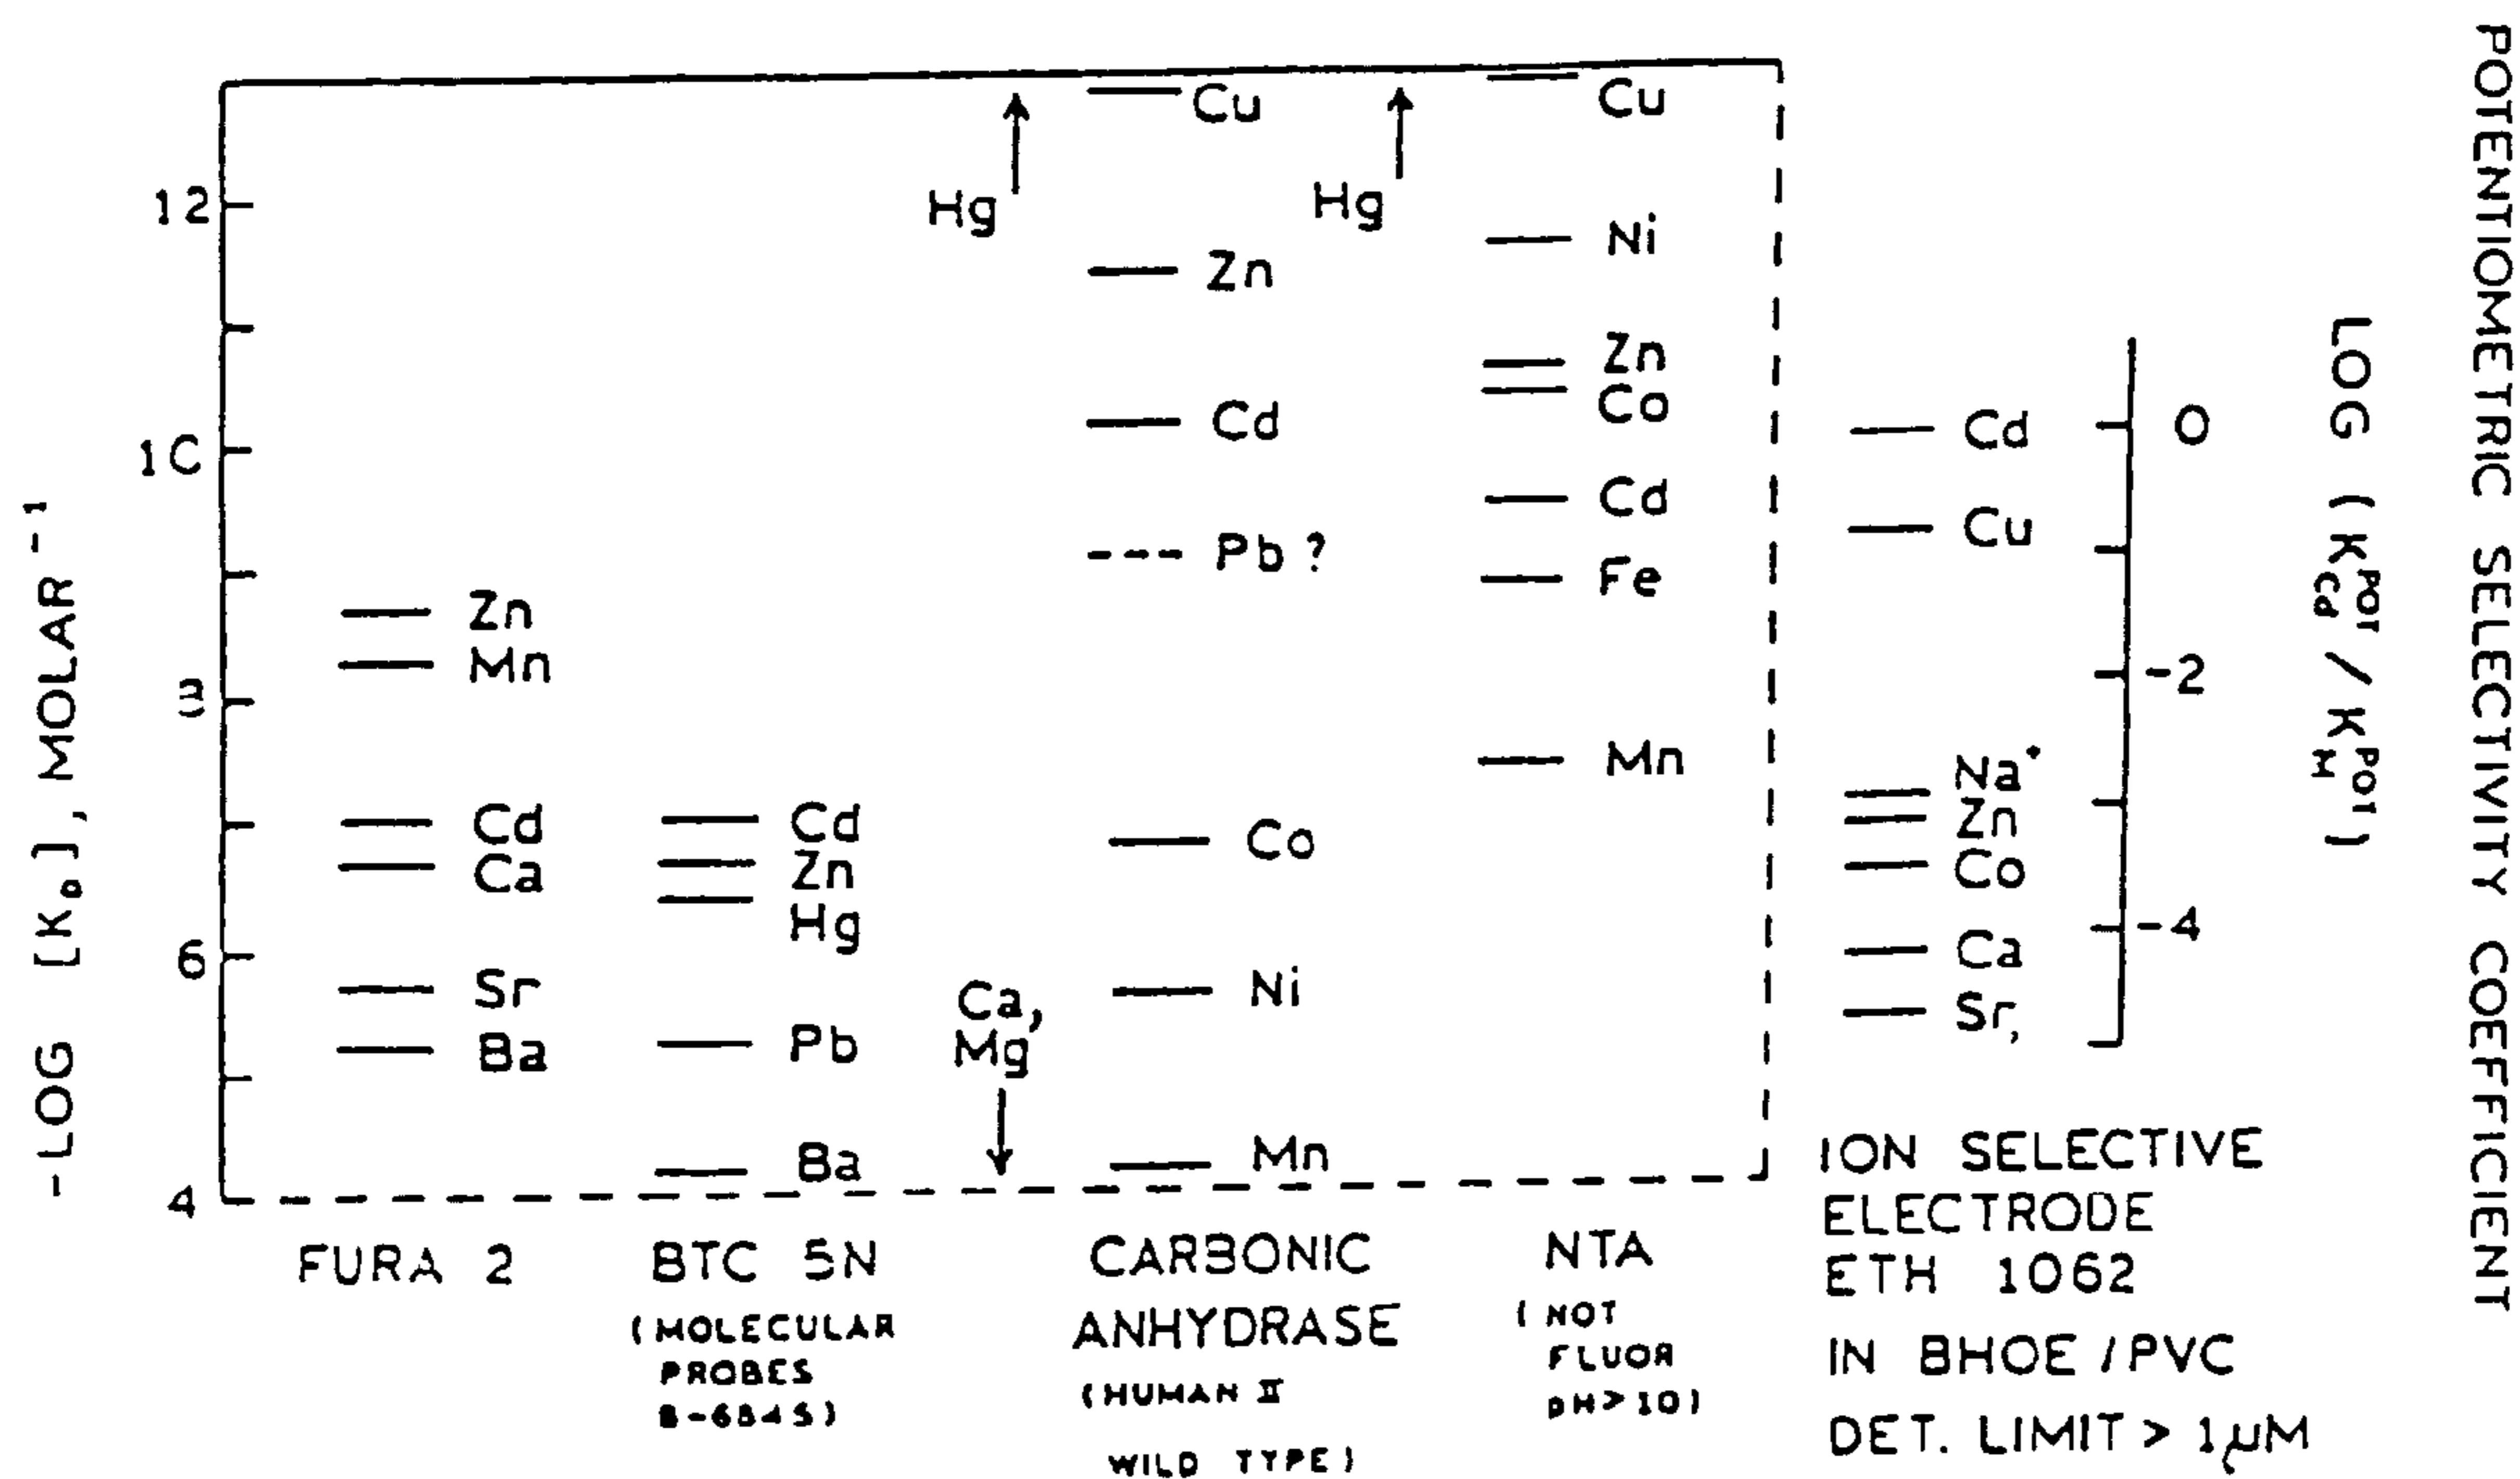 -LOG [K₀], MOLAR⁻¹
12
1C
6
4
Zn
Mn
Cd
Ca
Sr
Ba
Cd
Zn
Hg
Pb
Ba
Hg
Ca,
Mg
Cu
Zn
Cd
Pb ?
Co
Ni
Mn
Hg
Cu
Ni
Zn
Co
Cd
Fe
Mn
Cd
Cu
Na⁺
Zn
Co
Ca
Sr,
0
-2
-4
LOG (K POT Cd / K POT M)
POTENTIOMETRIC SELECTIVITY COEFFICIENT
FURA 2
BTC 5N
(MOLECULAR
PROBES
CARBONIC
ANHYDRASE
(HUMAN II
WILD TYPE)
NTA
(NOT
FLUOR
pH>10)
ION SELECTIVE
ELECTRODE
ETH 1062
IN BHOE /PVC
DET. LIMIT > 1µM